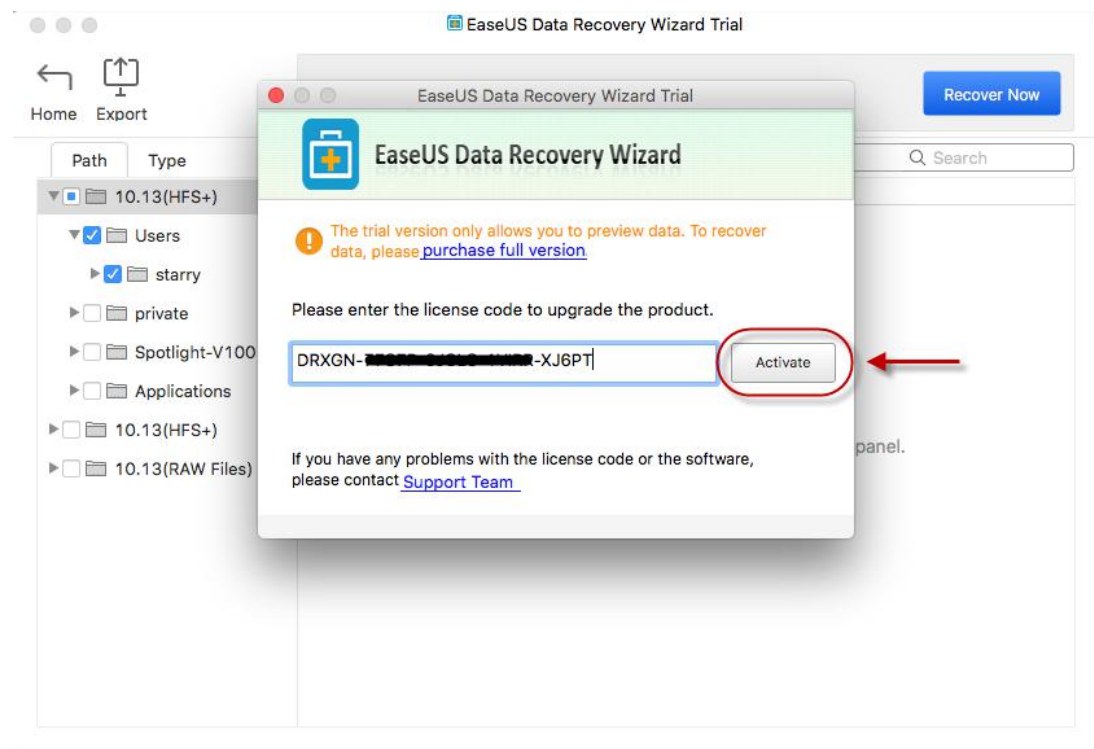 EaseUS Data Recovery Wizard Trial
Home Export
Recover Now
Path Type
Search
10.13(HFS+)
Users
starry
private
Spotlight-V100
Applications
10.13(HFS+)
10.13(RAW Files)
panel.
EaseUS Data Recovery Wizard Trial
EaseUS Data Recovery Wizard
The trial version only allows you to preview data. To recover
data, please purchase full version.
Please enter the license code to upgrade the product.
DRXGN- -XJ6PT
Activate
If you have any problems with the license code or the software,
please contact Support Team